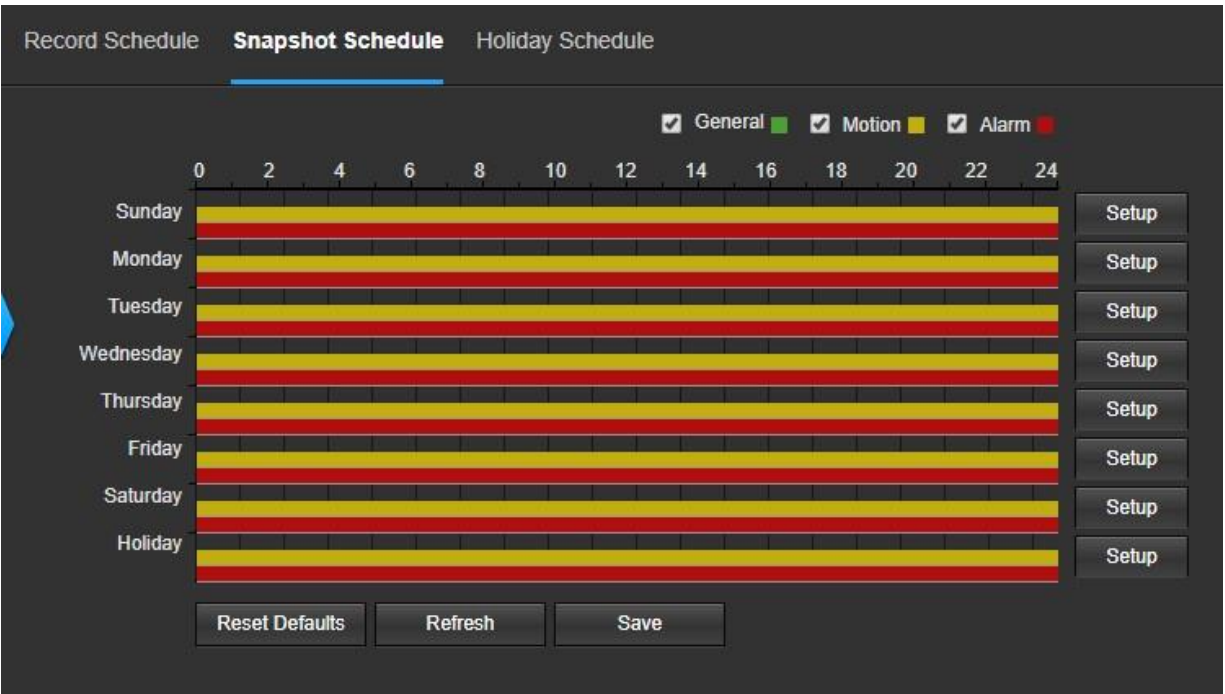 Record Schedule Snapshot Schedule Holiday Schedule
General Motion Alarm
0 2 4 6 8 10 12 14 16 18 20 22 24
Sunday Setup
Monday Setup
Tuesday Setup
Wednesday Setup
Thursday Setup
Friday Setup
Saturday Setup
Holiday Setup
Reset Defaults Refresh Save